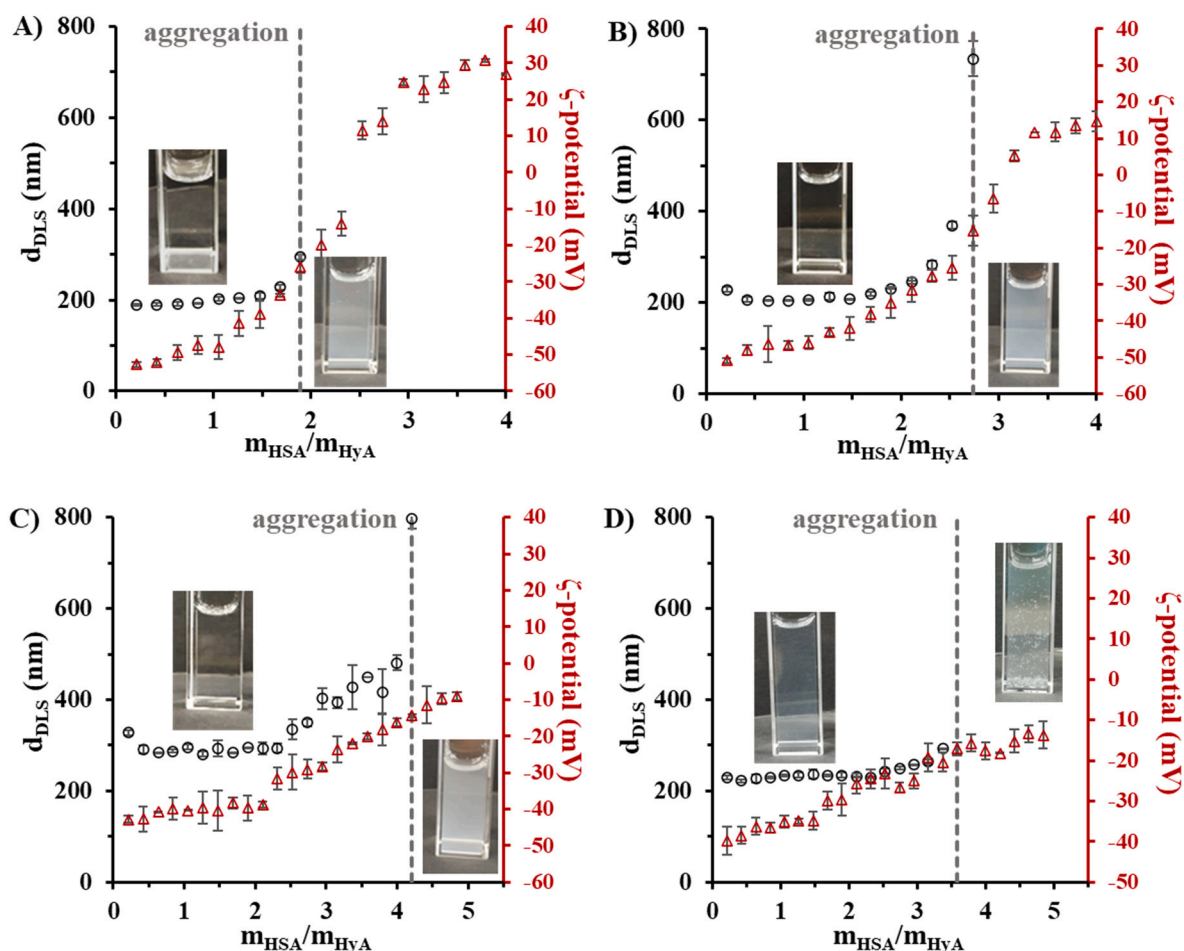 A)
aggregation
800
600
400
200
0
d_DLS (nm)
0 1 2 3 4
m_HSA/m_HyA
40
30
20
10
0
-10
-20
-30
-40
-50
-60
ζ-potential (mV)
B)
aggregation
800
600
400
200
0
d_DLS (nm)
0 1 2 3 4
m_HSA/m_HyA
40
30
20
10
0
-10
-20
-30
-40
-50
-60
ζ-potential (mV)
C)
aggregation
800
600
400
200
0
d_DLS (nm)
0 1 2 3 4 5
m_HSA/m_HyA
40
30
20
10
0
-10
-20
-30
-40
-50
-60
ζ-potential (mV)
D)
aggregation
800
600
400
200
0
d_DLS (nm)
0 1 2 3 4 5
m_HSA/m_HyA
40
30
20
10
0
-10
-20
-30
-40
-50
ζ-potential (mV)